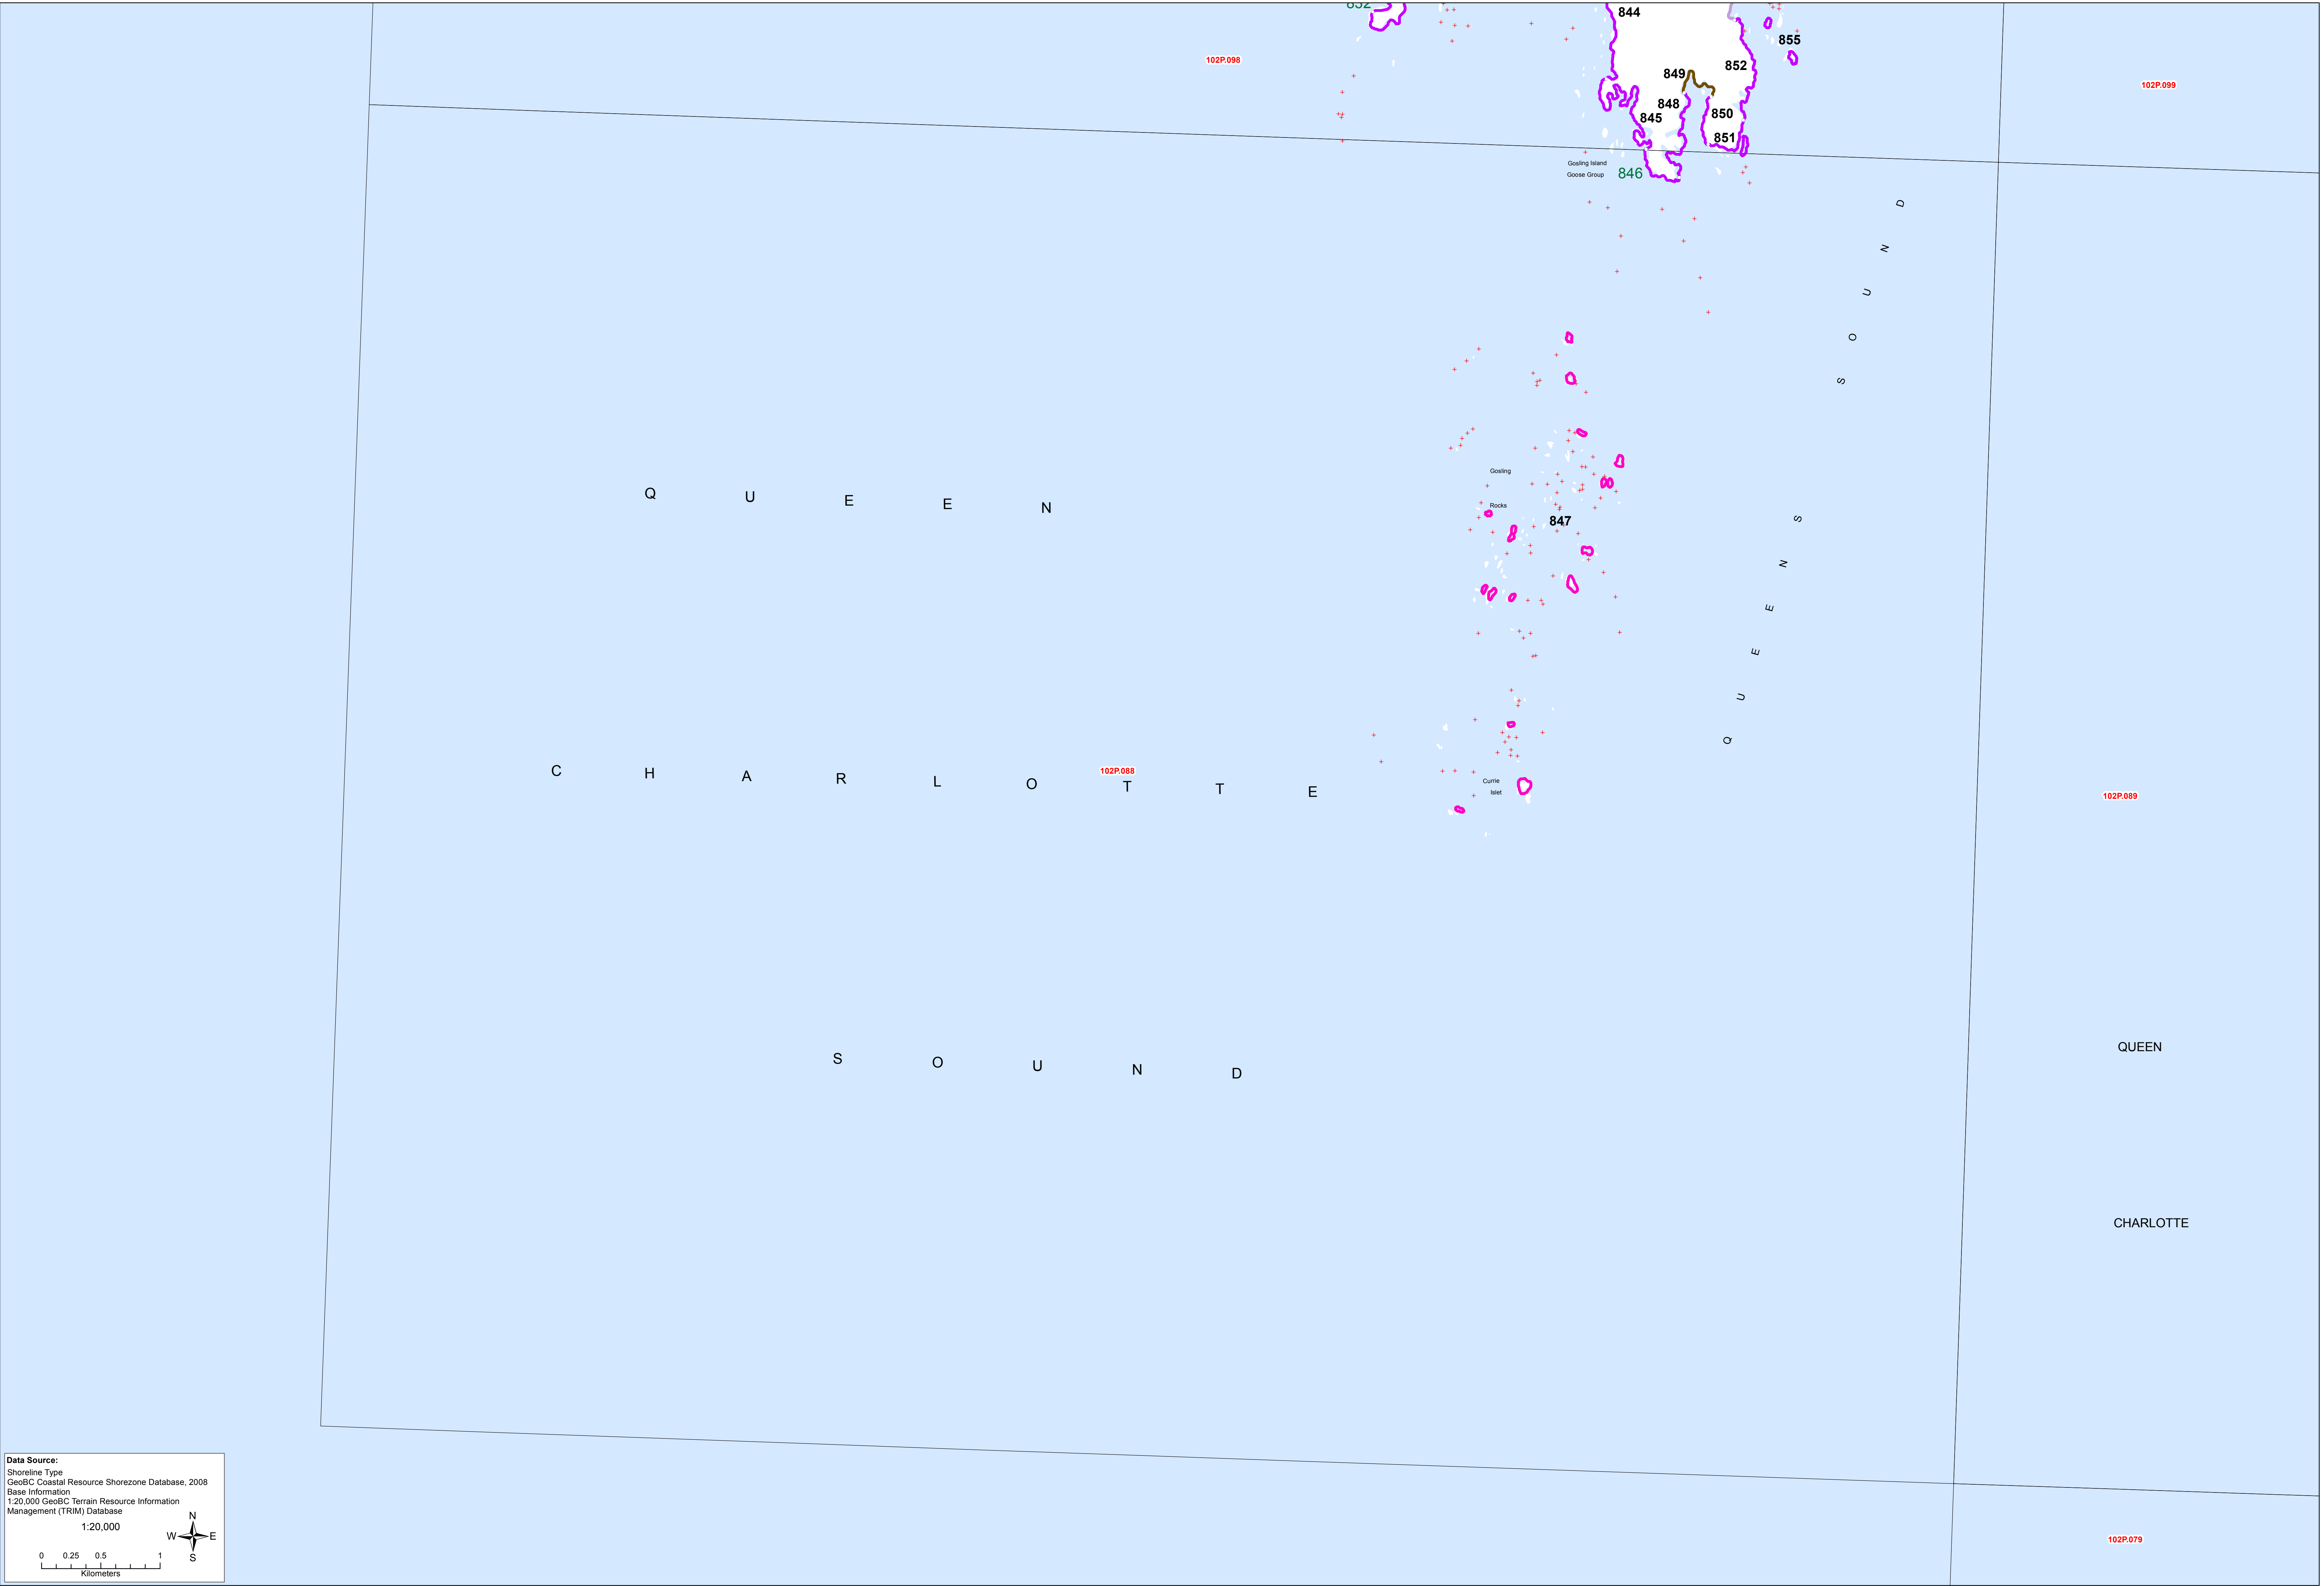 844
855
852
102P.098
849
102P.099
848
850
845
851
Gosling Island
Goose Group
846
Q U E E N S
S O U N D
Gosling
Rocks
847
Q U E E N
C H A R L O T T E
S O U N D
102P.088
Currie
Islet
102P.089
QUEEN
CHARLOTTE
Data Source:
Shoreline Type
GeoBC Coastal Resource Shorezone Database, 2008
Base Information
1:20,000 GeoBC Terrain Resource Information
Management (TRIM) Database
1:20,000
N
W E
S
0 0.25 0.5 1
Kilometers
102P.079